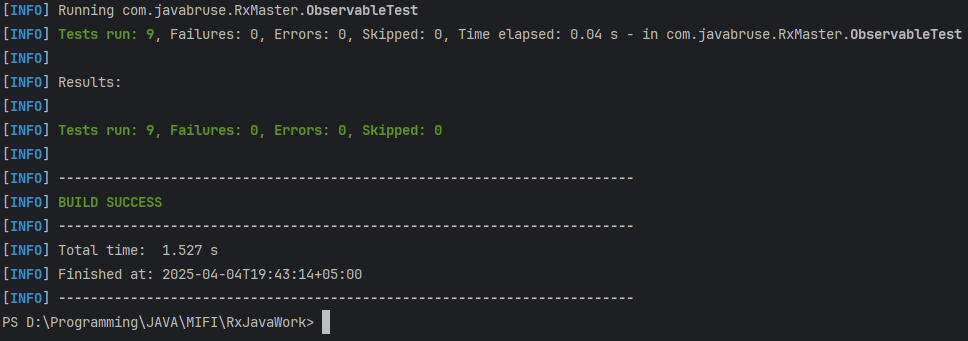 [INFO] Running com.javabruse.RxMaster.ObservableTest
[INFO] Tests run: 9, Failures: 0, Errors: 0, Skipped: 0, Time elapsed: 0.04 s - in com.javabruse.RxMaster.ObservableTest
[INFO]
[INFO] Results:
[INFO]
[INFO] Tests run: 9, Failures: 0, Errors: 0, Skipped: 0
[INFO]
[INFO] ------------------------------------------------------------------------
[INFO] BUILD SUCCESS
[INFO] ------------------------------------------------------------------------
[INFO] Total time:  1.527 s
[INFO] Finished at: 2025-04-04T19:43:14+05:00
[INFO] ------------------------------------------------------------------------
PS D:\Programming\JAVA\MIFI\RxJavaWork>